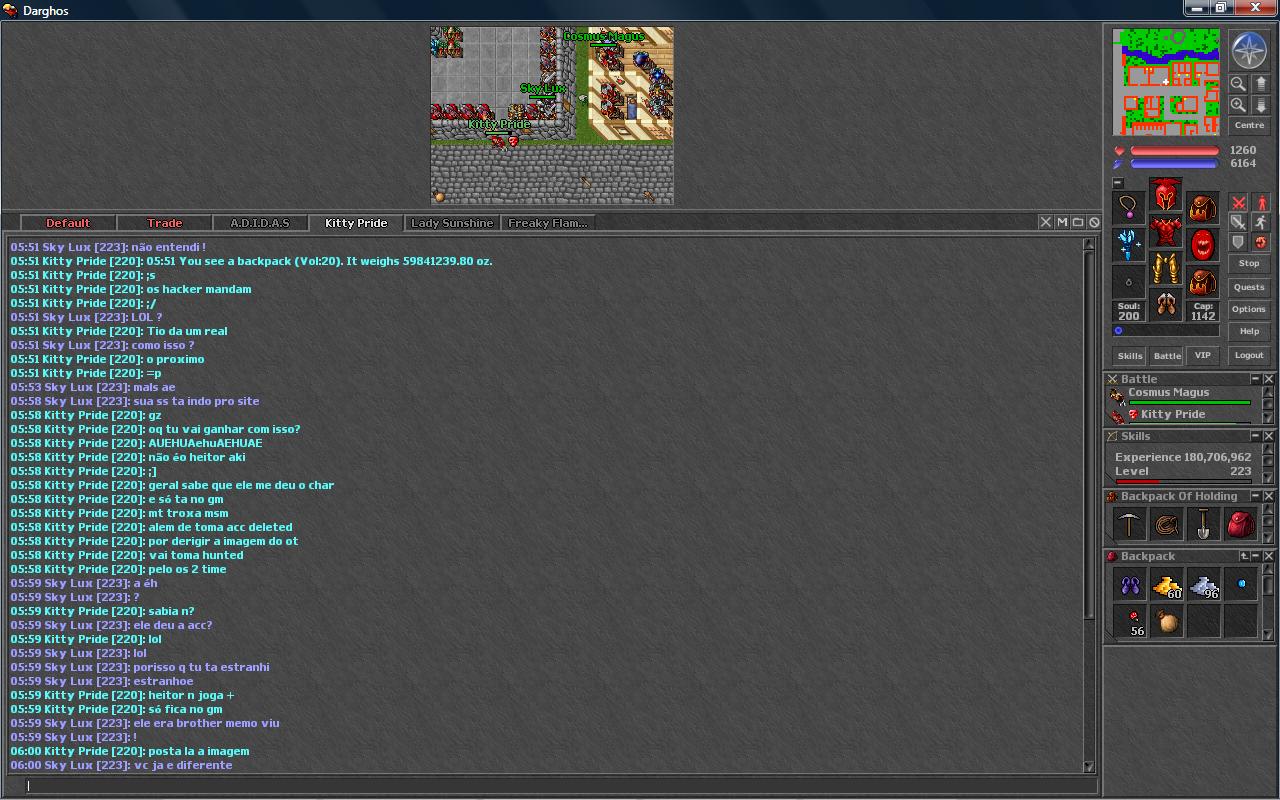 Darghos
Cosmus Magus
Sky Lux
Kitty Pride
Centre
1260
6164
Soul:
200
Cap:
1142
Stop
Quests
Options
Help
Skills
Battle
VIP
Logout
Default
Trade
A.D.I.D.A.S
Kitty Pride
Lady Sunshine
Freaky Flam...
M
05:51 Sky Lux [223]: não entendi !
05:51 Kitty Pride [220]: 05:51 You see a backpack (Vol:20). It weighs 59841239.80 oz.
05:51 Kitty Pride [220]: ;s
05:51 Kitty Pride [220]: os hacker mandam
05:51 Kitty Pride [220]: ;/
05:51 Sky Lux [223]: LOL ?
05:51 Kitty Pride [220]: Tio da um real
05:51 Sky Lux [223]: como isso ?
05:51 Kitty Pride [220]: o proximo
05:51 Kitty Pride [220]: =p
05:53 Sky Lux [223]: mals ae
05:58 Sky Lux [223]: sua ss ta indo pro site
05:58 Kitty Pride [220]: gz
05:58 Kitty Pride [220]: oq tu vai ganhar com isso?
05:58 Kitty Pride [220]: AUEHUAehuAEHUAE
05:58 Kitty Pride [220]: não éo heitor aki
05:58 Kitty Pride [220]: ;]
05:58 Kitty Pride [220]: geral sabe que ele me deu o char
05:58 Kitty Pride [220]: e só ta no gm
05:58 Kitty Pride [220]: mt troxa msm
05:58 Kitty Pride [220]: alem de toma acc deleted
05:58 Kitty Pride [220]: por derigir a imagem do ot
05:58 Kitty Pride [220]: vai toma hunted
05:58 Kitty Pride [220]: pelo os 2 time
05:59 Sky Lux [223]: a éh
05:59 Sky Lux [223]: ?
05:59 Kitty Pride [220]: sabia n?
05:59 Sky Lux [223]: ele deu a acc?
05:59 Kitty Pride [220]: lol
05:59 Sky Lux [223]: lol
05:59 Sky Lux [223]: porisso q tu ta estranhi
05:59 Sky Lux [223]: estranhoe
05:59 Kitty Pride [220]: heitor n joga +
05:59 Kitty Pride [220]: só fica no gm
05:59 Sky Lux [223]: ele era brother memo viu
05:59 Sky Lux [223]: !
06:00 Kitty Pride [220]: posta la a imagem
06:00 Sky Lux [223]: vc ja e diferente
Battle
Cosmus Magus
Kitty Pride
Skills
Experience 180,706,962
Level 223
Backpack Of Holding
Backpack
60
96
56